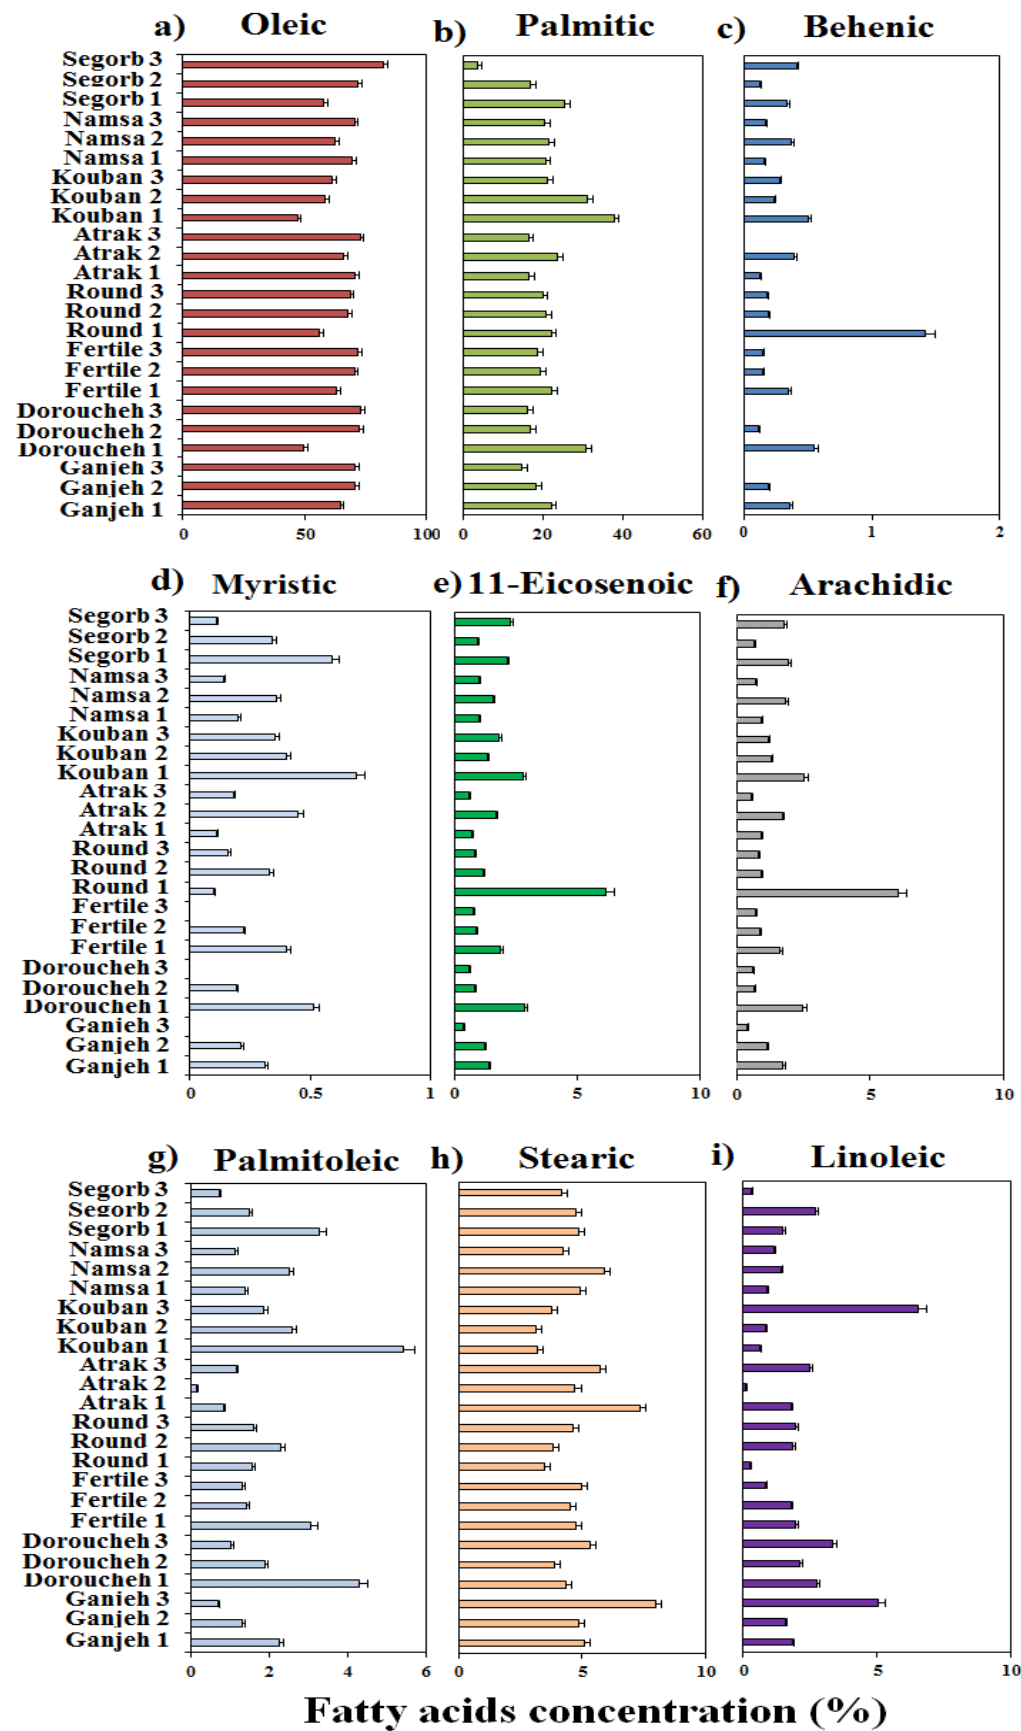 a) Oleic b) Palmitic c) Behenic
Segorb 3
Segorb 2
Segorb 1
Namsa 3
Namsa 2
Namsa 1
Kouban 3
Kouban 2
Kouban 1
Atrak 3
Atrak 2
Atrak 1
Round 3
Round 2
Round 1
Fertile 3
Fertile 2
Fertile 1
Doroucheh 3
Doroucheh 2
Doroucheh 1
Ganjeh 3
Ganjeh 2
Ganjeh 1
0 50 100 0 20 40 60 0 1 2
d) Myristic e) 11-Eicosenoic f) Arachidic
Segorb 3
Segorb 2
Segorb 1
Namsa 3
Namsa 2
Namsa 1
Kouban 3
Kouban 2
Kouban 1
Atrak 3
Atrak 2
Atrak 1
Round 3
Round 2
Round 1
Fertile 3
Fertile 2
Fertile 1
Doroucheh 3
Doroucheh 2
Doroucheh 1
Ganjeh 3
Ganjeh 2
Ganjeh 1
0 0.5 1 0 5 10 0 5 10
g) Palmitoleic h) Stearic i) Linoleic
Segorb 3
Segorb 2
Segorb 1
Namsa 3
Namsa 2
Namsa 1
Kouban 3
Kouban 2
Kouban 1
Atrak 3
Atrak 2
Atrak 1
Round 3
Round 2
Round 1
Fertile 3
Fertile 2
Fertile 1
Doroucheh 3
Doroucheh 2
Doroucheh 1
Ganjeh 3
Ganjeh 2
Ganjeh 1
0 2 4 6 0 5 10 0 5 10
Fatty acids concentration (%)